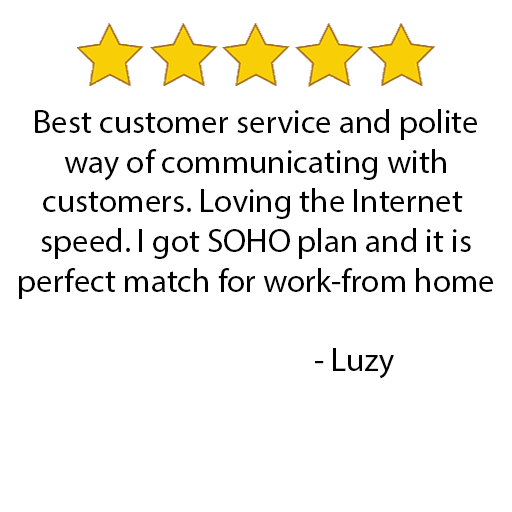 Best customer service and polite
way of communicating with
customers. Loving the Internet
speed. I got SOHO plan and it is
perfect match for work-from home
- Luzy